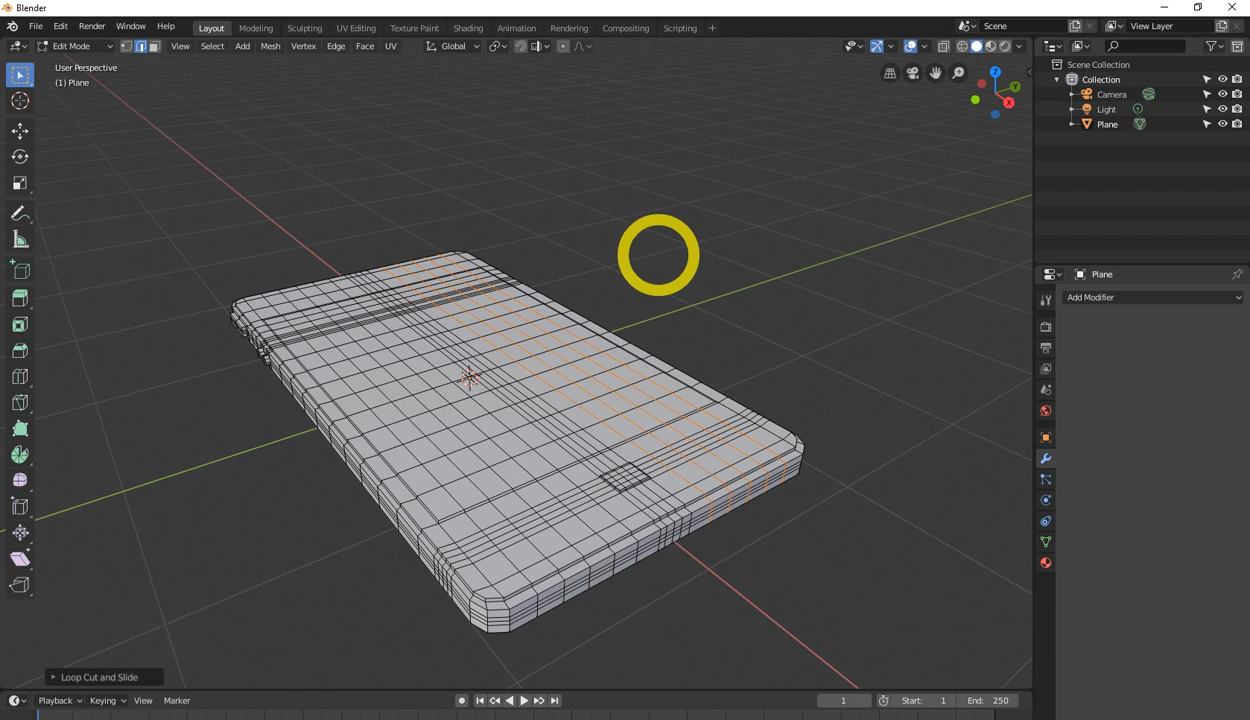 Blender
File Edit Render Window Help
Layout Modeling Sculpting UV Editing Texture Paint Shading Animation Rendering Compositing Scripting +
Scene
View Layer
Edit Mode View Select Add Mesh Vertex Edge Face UV
Global
User Perspective
(1) Plane
Z
Y
X
Scene Collection
Collection
Camera
Light
Plane
Plane
Add Modifier
Loop Cut and Slide
Playback Keying View Marker
1
Start: 1
End: 250